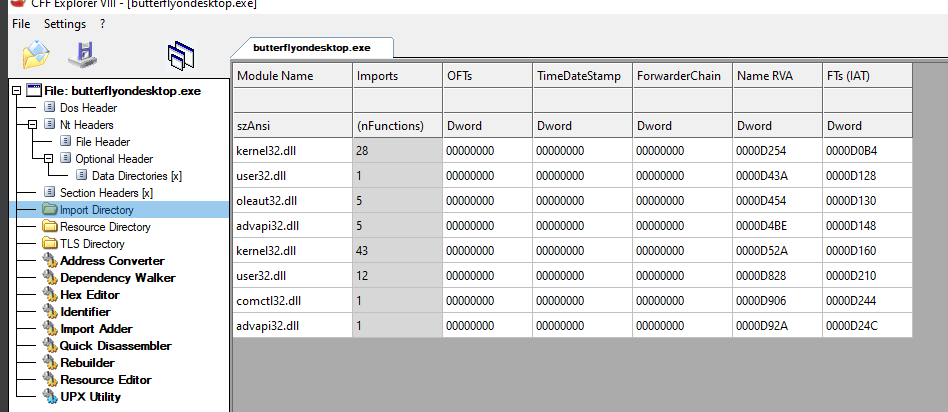 CFF Explorer VIII - [butterflyondesktop.exe]
File Settings ?
butterflyondesktop.exe
File: butterflyondesktop.exe
Dos Header
Nt Headers
File Header
Optional Header
Data Directories [x]
Section Headers [x]
Import Directory
Resource Directory
TLS Directory
Address Converter
Dependency Walker
Hex Editor
Identifier
Import Adder
Quick Disassembler
Rebuilder
Resource Editor
UPX Utility
Module Name Imports OFTs TimeDateStamp ForwarderChain Name RVA FTs (IAT)
szAnsi (nFunctions) Dword Dword Dword Dword Dword
kernel32.dll 28 00000000 00000000 00000000 0000D254 0000D0B4
user32.dll 1 00000000 00000000 00000000 0000D43A 0000D128
oleaut32.dll 5 00000000 00000000 00000000 0000D454 0000D130
advapi32.dll 5 00000000 00000000 00000000 0000D4BE 0000D148
kernel32.dll 43 00000000 00000000 00000000 0000D52A 0000D160
user32.dll 12 00000000 00000000 00000000 0000D828 0000D210
comctl32.dll 1 00000000 00000000 00000000 0000D906 0000D244
advapi32.dll 1 00000000 00000000 00000000 0000D92A 0000D24C